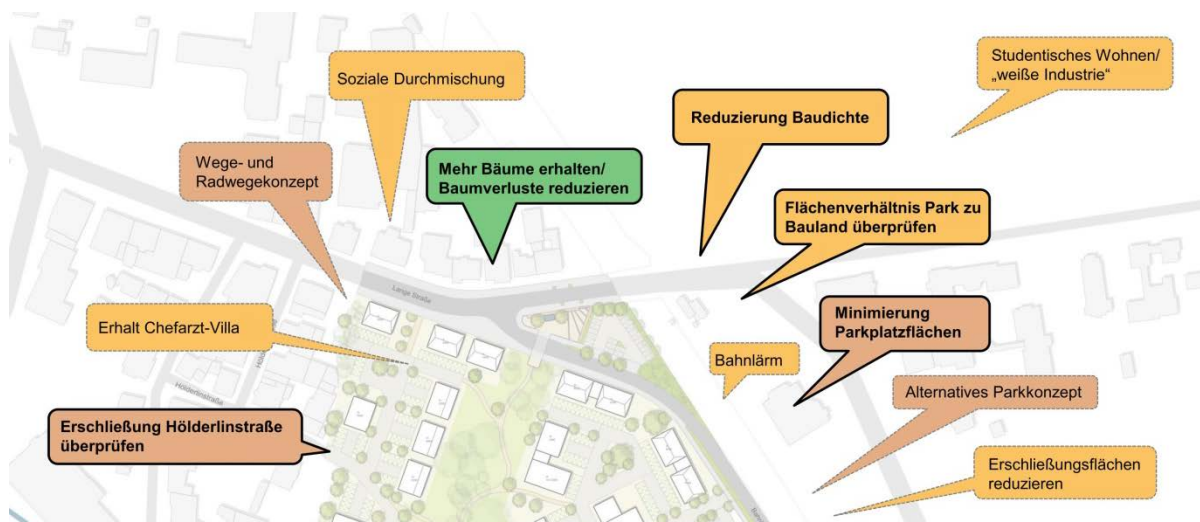 Studentisches Wohnen/
„weiße Industrie“
Soziale Durchmischung
Reduzierung Baudichte
Wege- und
Radwegekonzept
Mehr Bäume erhalten/
Baumverluste reduzieren
Flächenverhältnis Park zu
Bauland überprüfen
Lange Straße
Erhalt Chefarzt-Villa
Minimierung
Parkplatzflächen
Bahnlärm
Hölderlinstraße
Alternatives Parkkonzept
Erschließung Hölderlinstraße
überprüfen
Erschließungsflächen
reduzieren